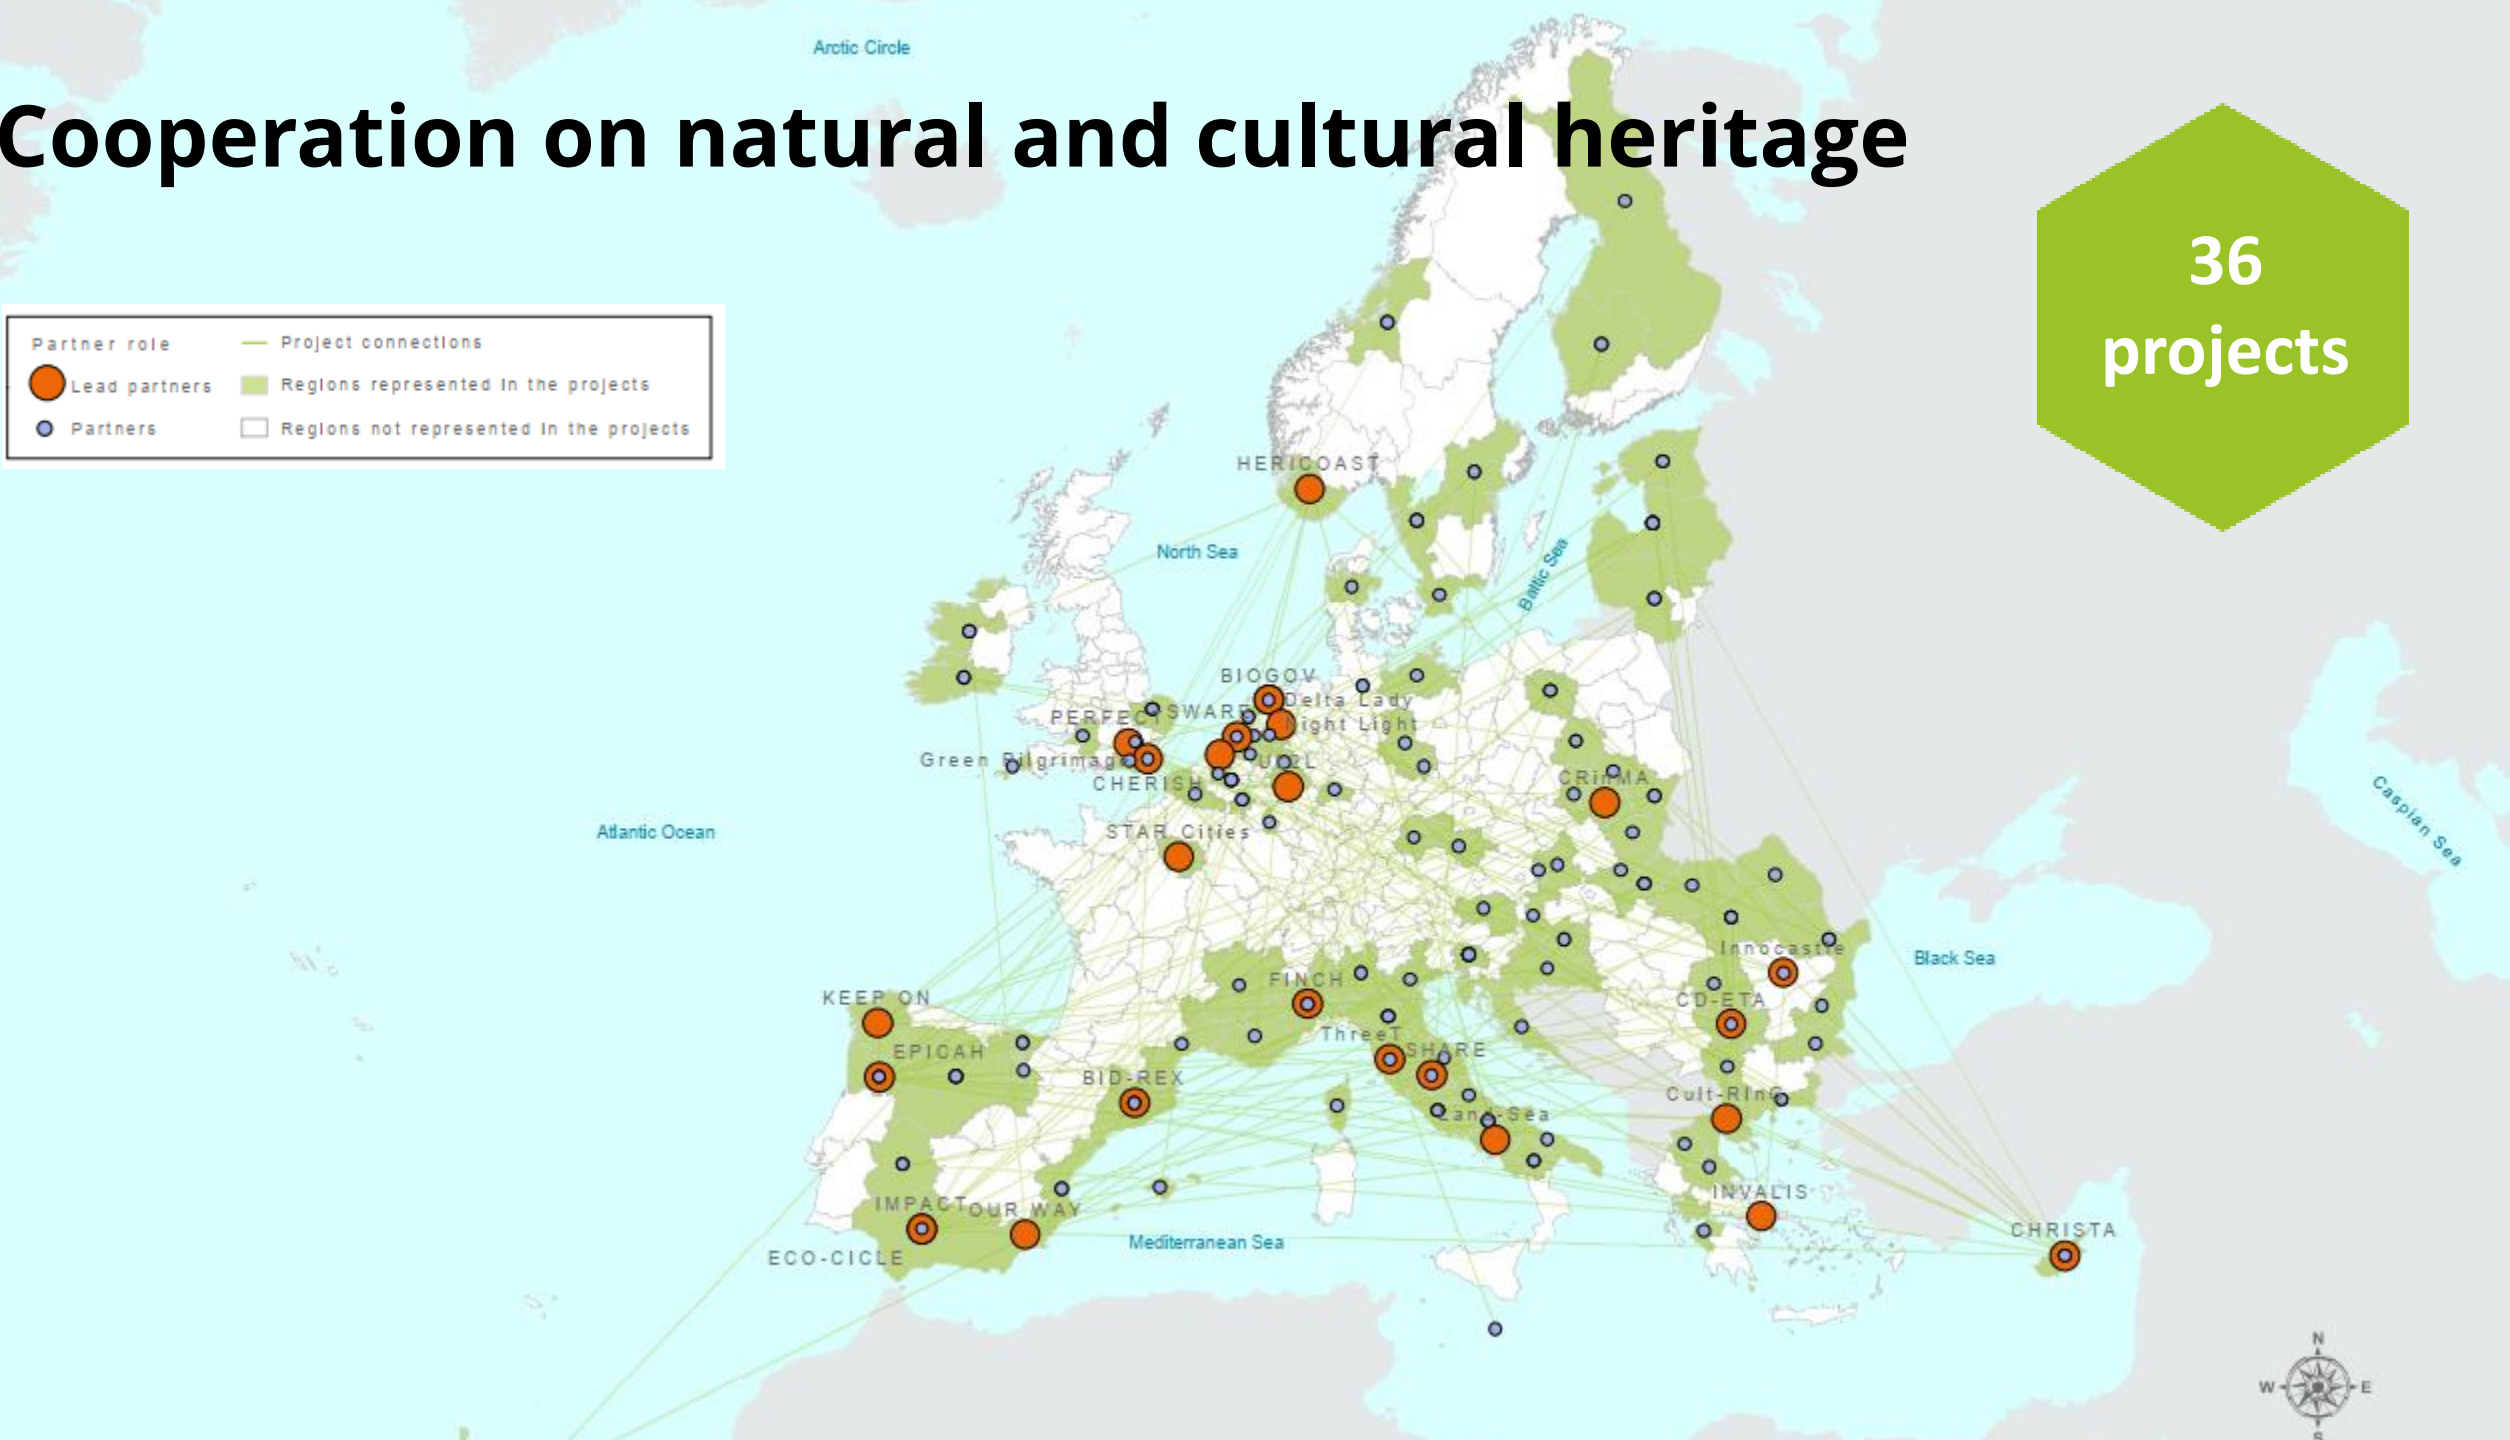 Arctic Circle
Cooperation on natural and cultural heritage
36
projects
Partner role
Project connections
Lead partners
Regions represented in the projects
Partners
Regions not represented in the projects
HERICOAST
North Sea
Baltic Sea
BIOGOV
Delta Lady
PERFECT
SWARE
Night Light
Green Pilgrimage
CHERISH
CRinMA
STAR Cities
Atlantic Ocean
Caspian Sea
Innocastle
Black Sea
FINCH
KEEP ON
CD-ETA
ThreeT
SHARE
EPICAH
BID-REX
Cult-RInG
Land-Sea
INVALIS
IMPACT
OUR WAY
CHRISTA
Mediterranean Sea
ECO-CICLE
N
W
E
S